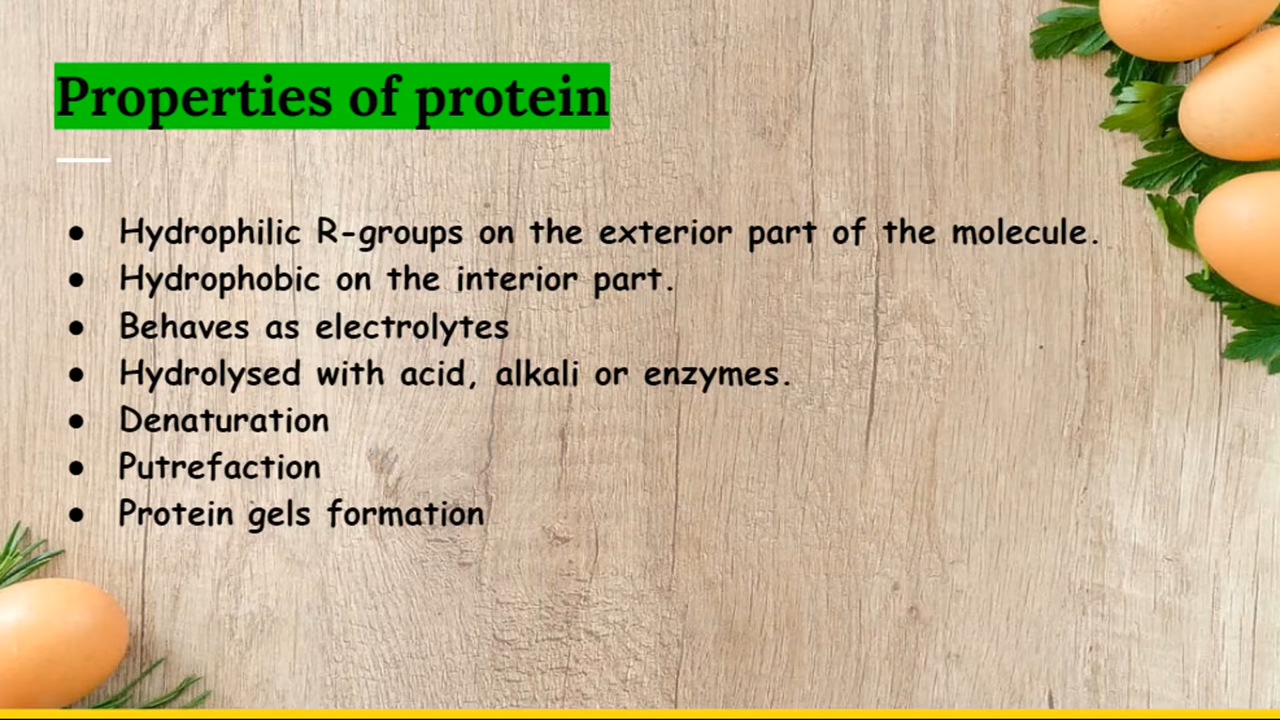 Properties of protein
● Hydrophilic R-groups on the exterior part of the molecule.
● Hydrophobic on the interior part.
● Behaves as electrolytes
● Hydrolysed with acid, alkali or enzymes.
● Denaturation
● Putrefaction
● Protein gels formation